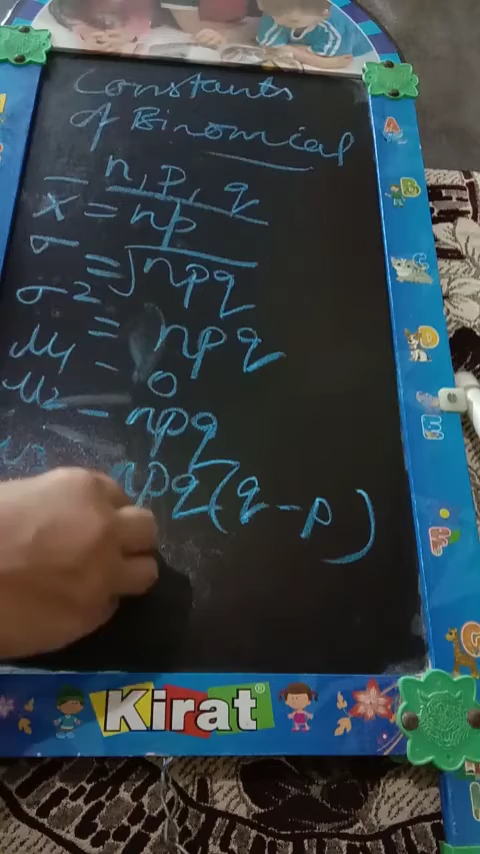 Constants
of Binomial
n, p, q
x̄ = np
σ = √npq
σ2 = npq
μ1 = 0
μ2 = npq
npq(q-p)
Kirat®
A
B
C
D
E
G